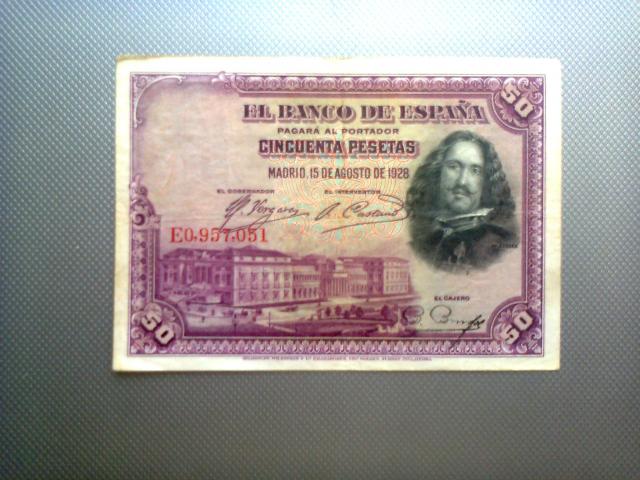 50
EL BANCO DE ESPAÑA
PAGARÁ AL PORTADOR
CINCUENTA PESETAS
MADRID, 15 DE AGOSTO DE 1928
EL GOBERNADOR EL INTERVENTOR
E0,957,051
EL CAJERO
50 50